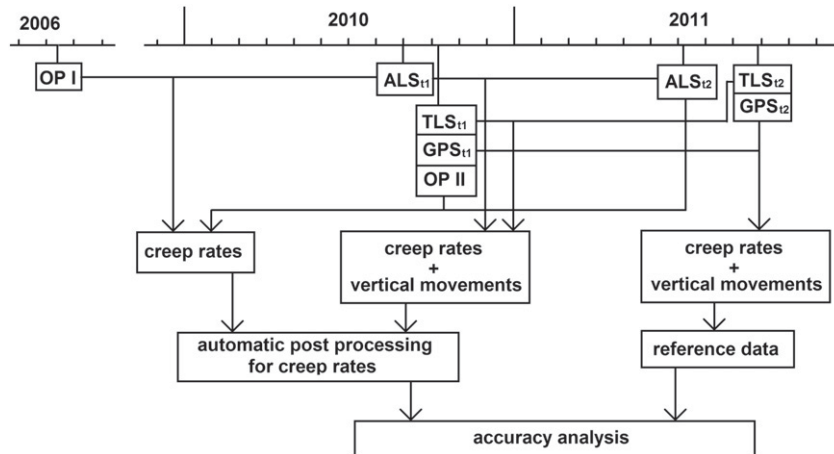 2006
2010
2011
OP I
ALSt1
ALSt2
TLSt2
GPSt2
TLSt1
GPSt1
OP II
creep rates
creep rates
+
vertical movements
creep rates
+
vertical movements
automatic post processing
for creep rates
reference data
accuracy analysis